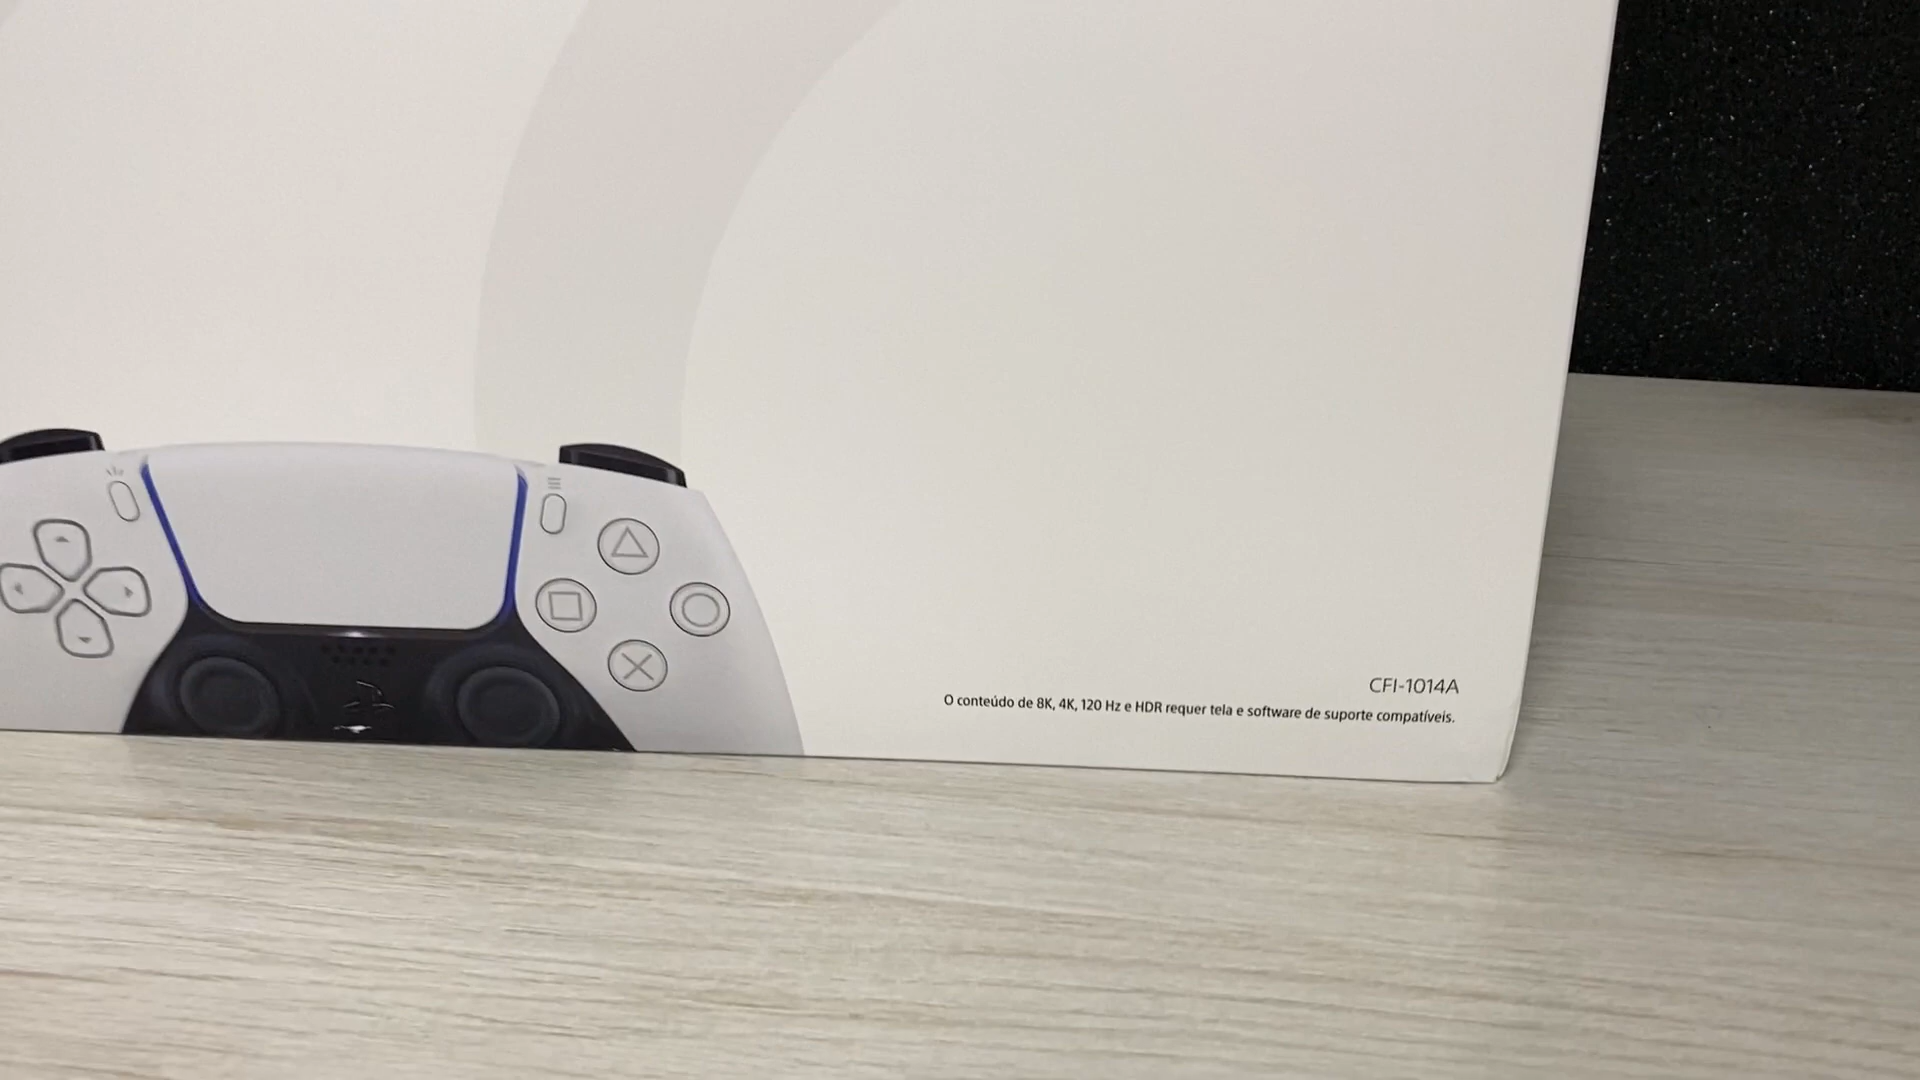 CFI-1014A
O conteúdo de 8K, 4K, 120 Hz e HDR requer tela e software de suporte compatíveis.